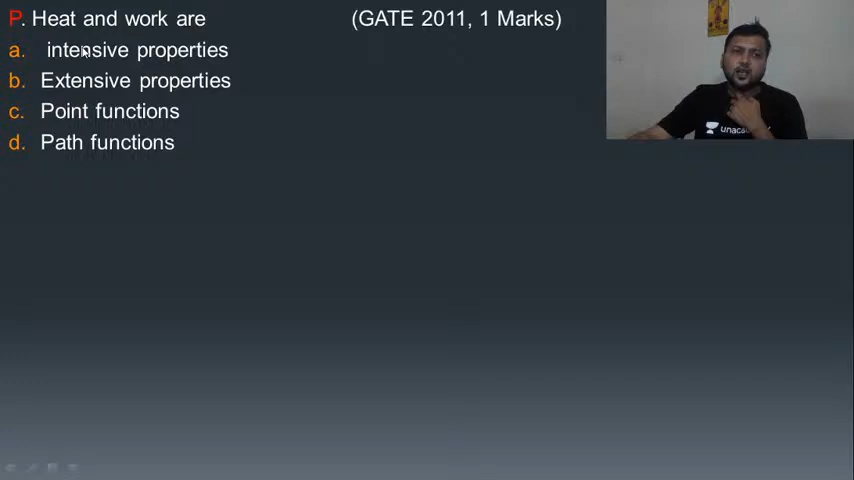 P. Heat and work are (GATE 2011, 1 Marks)
a. intensive properties
b. Extensive properties
c. Point functions
d. Path functions